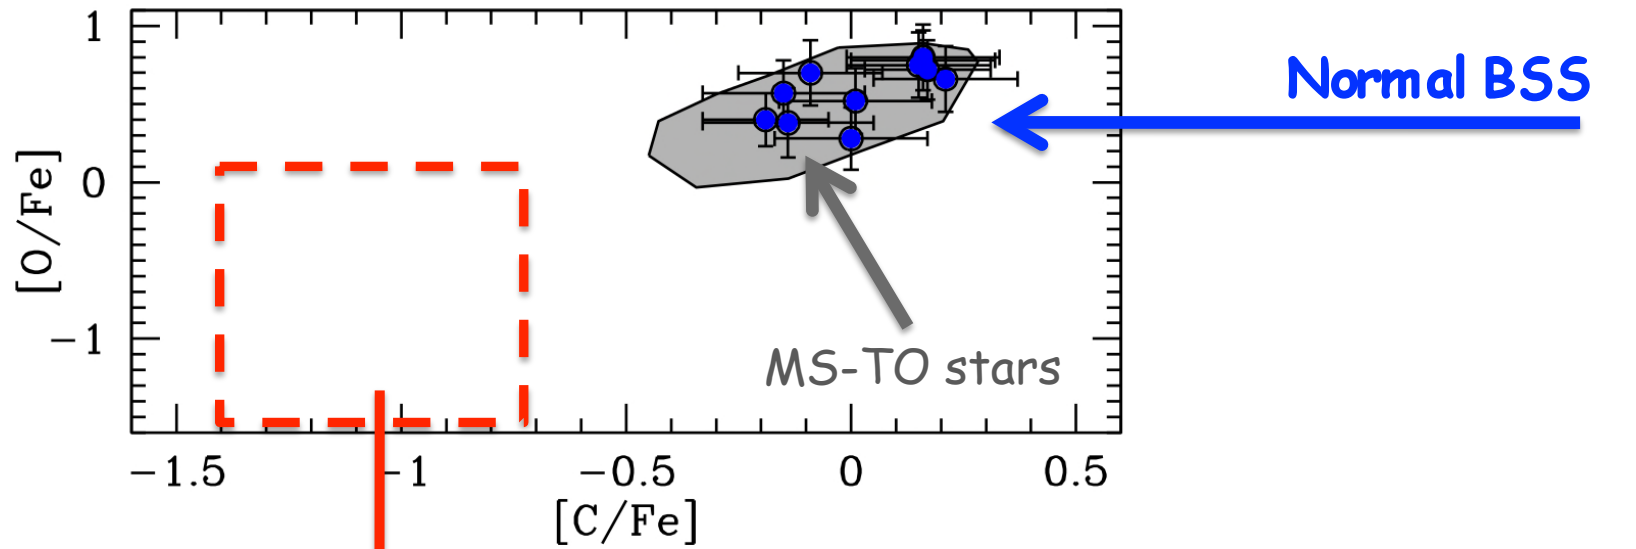 1
0
−1
[O/Fe]
Normal BSS
MS-TO stars
−1.5
−1
−0.5
0
0.5
[C/Fe]